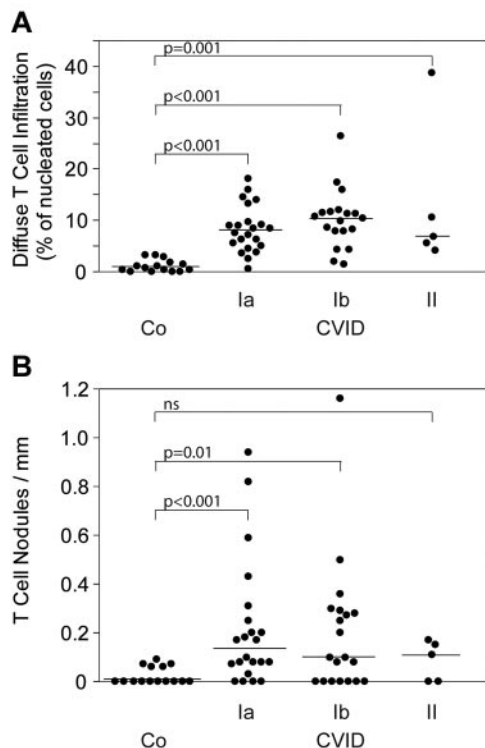 A
Diffuse T Cell Infiltration
(% of nucleated cells)
40
30
20
10
0
p=0.001
p<0.001
p<0.001
Ia
Ib
II
Co
CVID
B
T Cell Nodules / mm
1.2
1.0
0.8
0.6
0.4
0.2
0
ns
p=0.01
p<0.001
Ia
Ib
II
Co
CVID